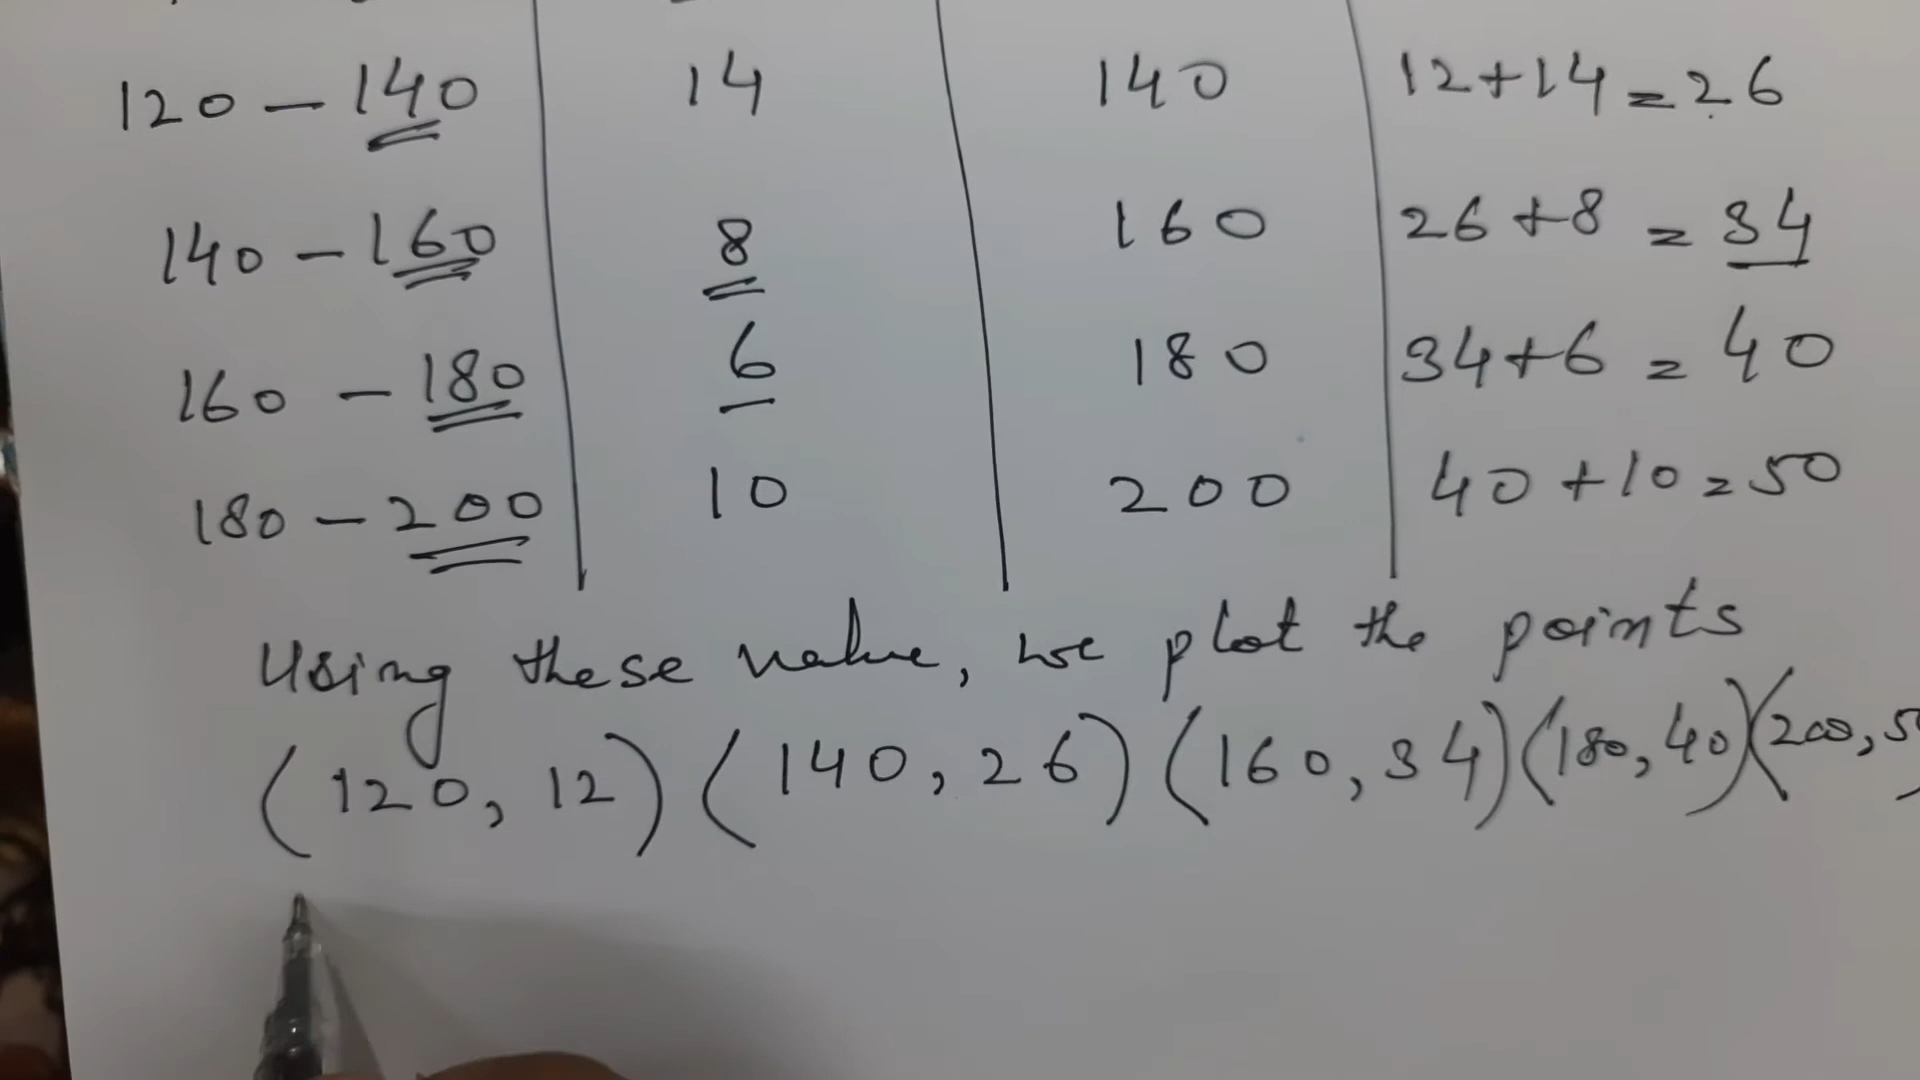 120 - 140 14 140 12+14=26
140 - 160 8 160 26+8=34
160 - 180 6 180 34+6=40
180 - 200 10 200 40+10=50
Using these value, we plot the points
(120, 12) (140, 26) (160, 34) (180, 40) (200, 5